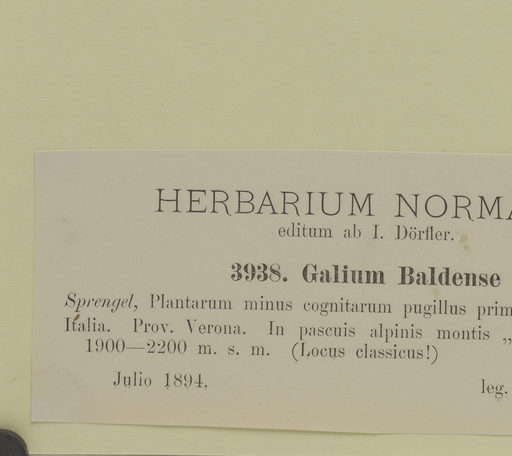 HERBARIUM NORMA
editum ab I. Dörfler.
3938. Galium Baldense
Sprengel, Plantarum minus cognitarum pugillus prim
Italia. Prov. Verona. In pascuis alpinis montis „
1900—2200 m. s. m. (Locus classicus!)
Julio 1894. leg.